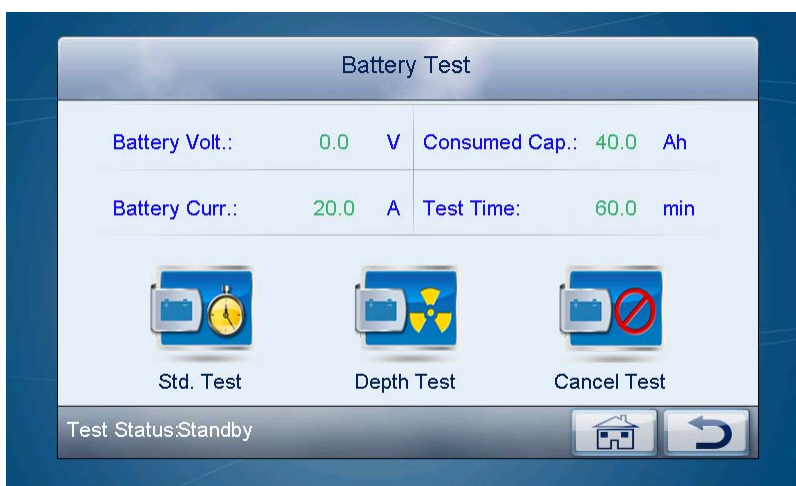 Battery Test
Battery Volt.: 0.0 V Consumed Cap.: 40.0 Ah
Battery Curr.: 20.0 A Test Time: 60.0 min
Std. Test Depth Test Cancel Test
Test Status:Standby